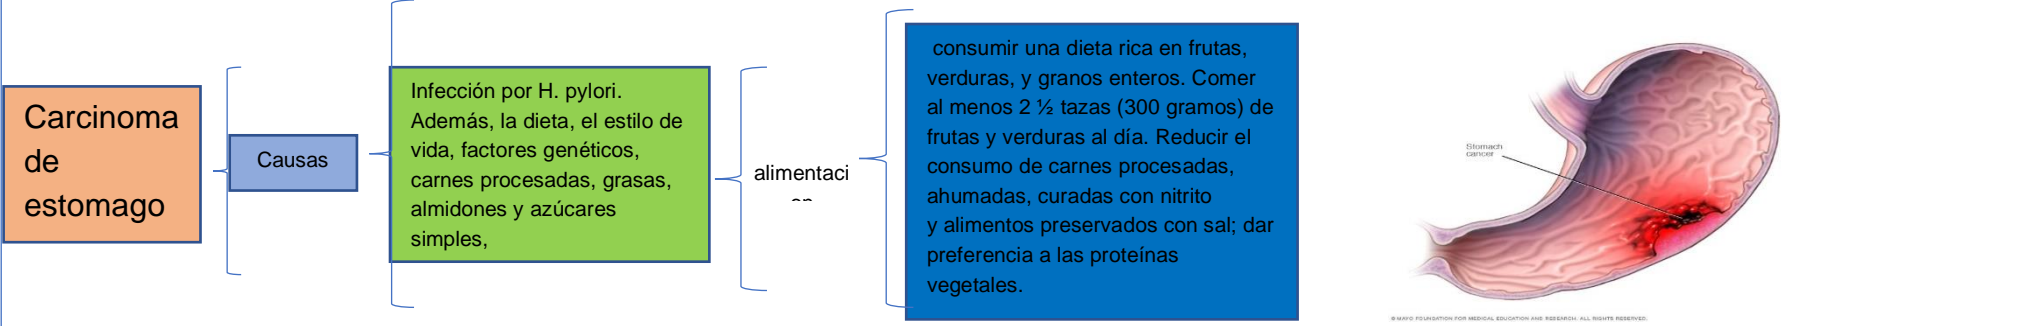 Carcinoma
de
estomago
Causas
Infección por H. pylori.
Además, la dieta, el estilo de
vida, factores genéticos,
carnes procesadas, grasas,
almidones y azúcares
simples,
alimentaci
consumir una dieta rica en frutas,
verduras, y granos enteros. Comer
al menos 2 ½ tazas (300 gramos) de
frutas y verduras al día. Reducir el
consumo de carnes procesadas,
ahumadas, curadas con nitrito
y alimentos preservados con sal; dar
preferencia a las proteínas
vegetales.
Stomach
cancer
© MAYO FOUNDATION FOR MEDICAL EDUCATION AND RESEARCH. ALL RIGHTS RESERVED.